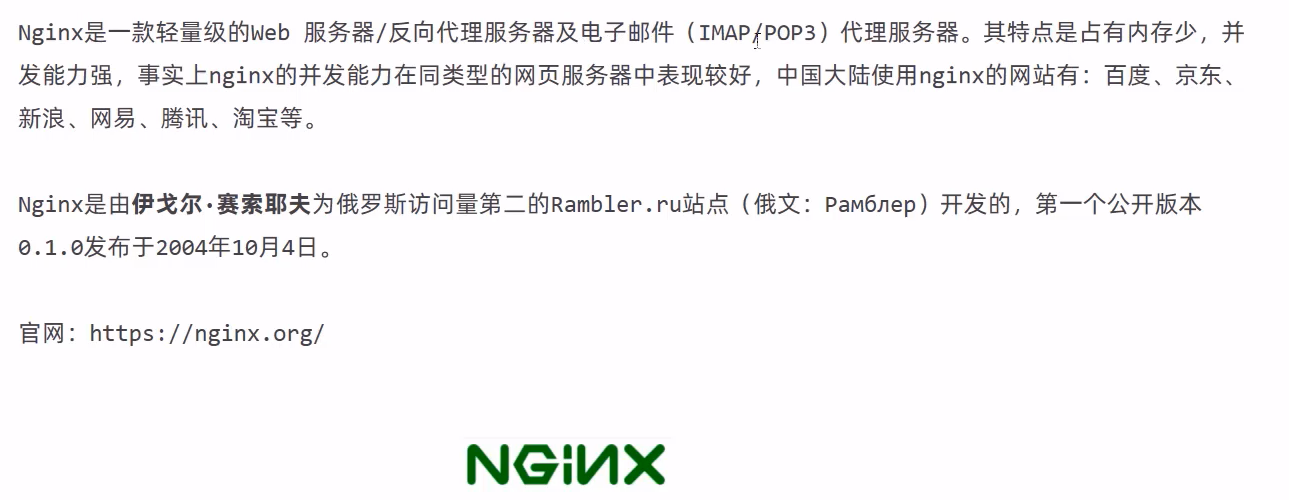 Nginx是一款轻量级的Web 服务器/反向代理服务器及电子邮件（IMAP/POP3）代理服务器。其特点是占有内存少，并
发能力强，事实上nginx的并发能力在同类型的网页服务器中表现较好，中国大陆使用nginx的网站有：百度、京东、
新浪、网易、腾讯、淘宝等。
Nginx是由伊戈尔·赛索耶夫为俄罗斯访问量第二的Rambler.ru站点（俄文：Рамблер）开发的，第一个公开版本
0.1.0发布于2004年10月4日。
官网：https://nginx.org/
NGiNX